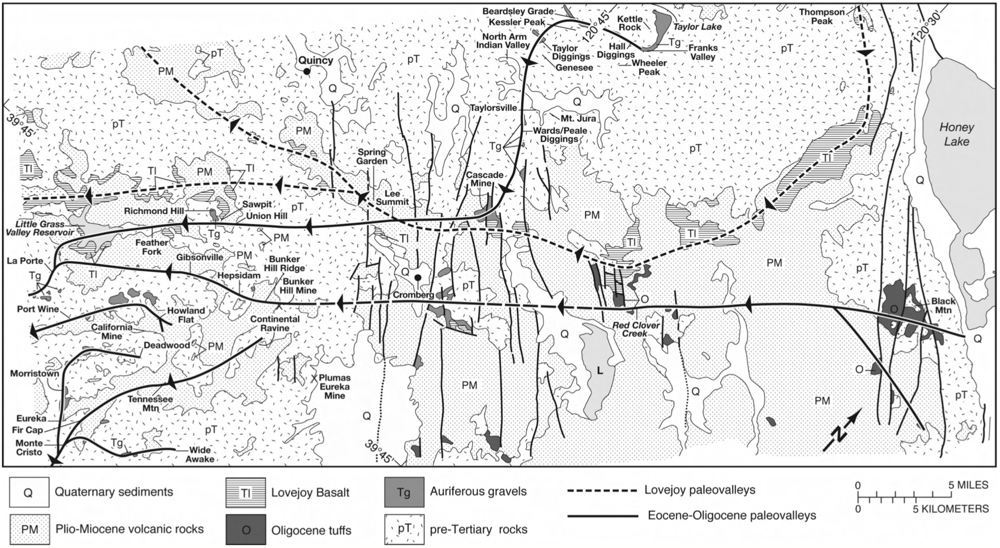 Beardsley Grade
Kessler Peak
North Arm
Indian Valley
Taylor
Diggings
Genesee
120°45'
Kettle
Rock
Taylor Lake
Tg
Hall
Diggings
Franks
Valley
Wheeler
Peak
Thompson
Peak
120°30'
pT
pT
pT
PM
Quincy
Q
Q
Taylorsville
Q
Mt. Jura
Wards/Peale
Diggings
Tg
39°45'
pT
PM
pT
Honey
Lake
Tl
Tl
Tl
PM
Tl
Spring
Garden
Cascade
Mine
Lee
Summit
Q
Richmond Hill
Sawpit
Union Hill
pT
Little Grass
Valley Reservoir
Tg
PM
Feather
Fork
PM
Tl
Tl
Tl
Gibsonville
PM
Bunker
Hill Ridge
Hepsidam
Bunker
Hill Mine
La Porte
Tg
Tl
Q
Cromberg
pT
O
PM
pT
O
Black
Mtn
Port Wine
Howland
Flat
California
Mine
Continental
Ravine
Red Clover
Creek
Q
Q
Deadwood
PM
Morristown
Plumas
Eureka
Mine
PM
L
O
Q
PM
pT
Tennessee
Mtn
Eureka
Fir Cap
Monte
Cristo
Tg
Wide
Awake
pT
Q
39°45'
N
Q Quaternary sediments
Tl Lovejoy Basalt
Tg Auriferous gravels
Lovejoy paleovalleys
0 5 MILES
0 5 KILOMETERS
PM Plio-Miocene volcanic rocks
O Oligocene tuffs
pT pre-Tertiary rocks
Eocene-Oligocene paleovalleys